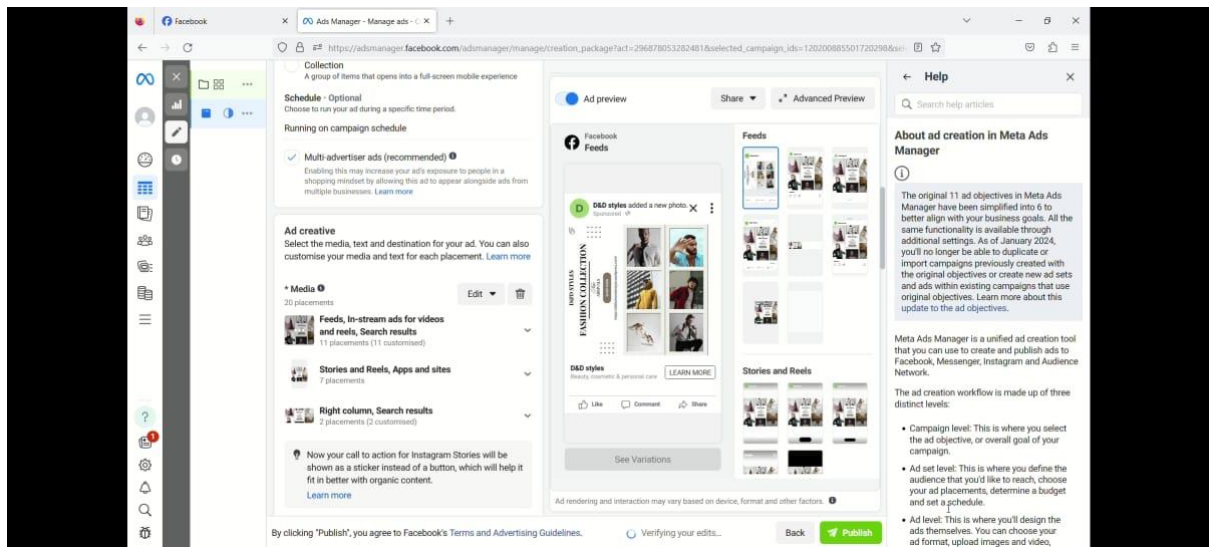 Facebook
Ads Manager - Manage ads - C
https://adsmanager.facebook.com/adsmanager/manage/creation_package?act=296878053282481&selected_campaign_ids=120200885501720298&se
Collection
A group of items that opens into a full-screen mobile experience
Schedule · Optional
Choose to run your ad during a specific time period.
Running on campaign schedule
Multi-advertiser ads (recommended)
Enabling this may increase your ad's exposure to people in a
shopping mindset by allowing this ad to appear alongside ads from
multiple businesses. Learn more
Ad creative
Select the media, text and destination for your ad. You can also
customise your media and text for each placement. Learn more
* Media
20 placements
Edit
Feeds, In-stream ads for videos
and reels, Search results
11 placements (11 customised)
Stories and Reels, Apps and sites
7 placements
Right column, Search results
2 placements (2 customised)
Now your call to action for Instagram Stories will be
shown as a sticker instead of a button, which will help it
fit in better with organic content.
Learn more
By clicking "Publish", you agree to Facebook's Terms and Advertising Guidelines.
Verifying your edits...
Back
Publish
Ad preview
Share
Advanced Preview
Facebook
Feeds
D
D&D styles added a new photo.
Sponsored
D&D STYLES
FASHION COLLECTION
D&D styles
Beauty, cosmetic & personal care
LEARN MORE
Like
Comment
Share
See Variations
Feeds
Stories and Reels
Ad rendering and interaction may vary based on device, format and other factors.
Help
Search help articles
About ad creation in Meta Ads
Manager
The original 11 ad objectives in Meta Ads
Manager have been simplified into 6 to
better align with your business goals. All the
same functionality is available through
additional settings. As of January 2024,
you'll no longer be able to duplicate or
import campaigns previously created with
the original objectives or create new ad sets
and ads within existing campaigns that use
original objectives. Learn more about this
update to the ad objectives.
Meta Ads Manager is a unified ad creation tool
that you can use to create and publish ads to
Facebook, Messenger, Instagram and Audience
Network.
The ad creation workflow is made up of three
distinct levels:
• Campaign level: This is where you select
the ad objective, or overall goal of your
campaign.
• Ad set level: This is where you define the
audience that you'd like to reach, choose
your ad placements, determine a budget
and set a schedule.
• Ad level: This is where you'll design the
ads themselves. You can choose your
ad format, upload images and video,